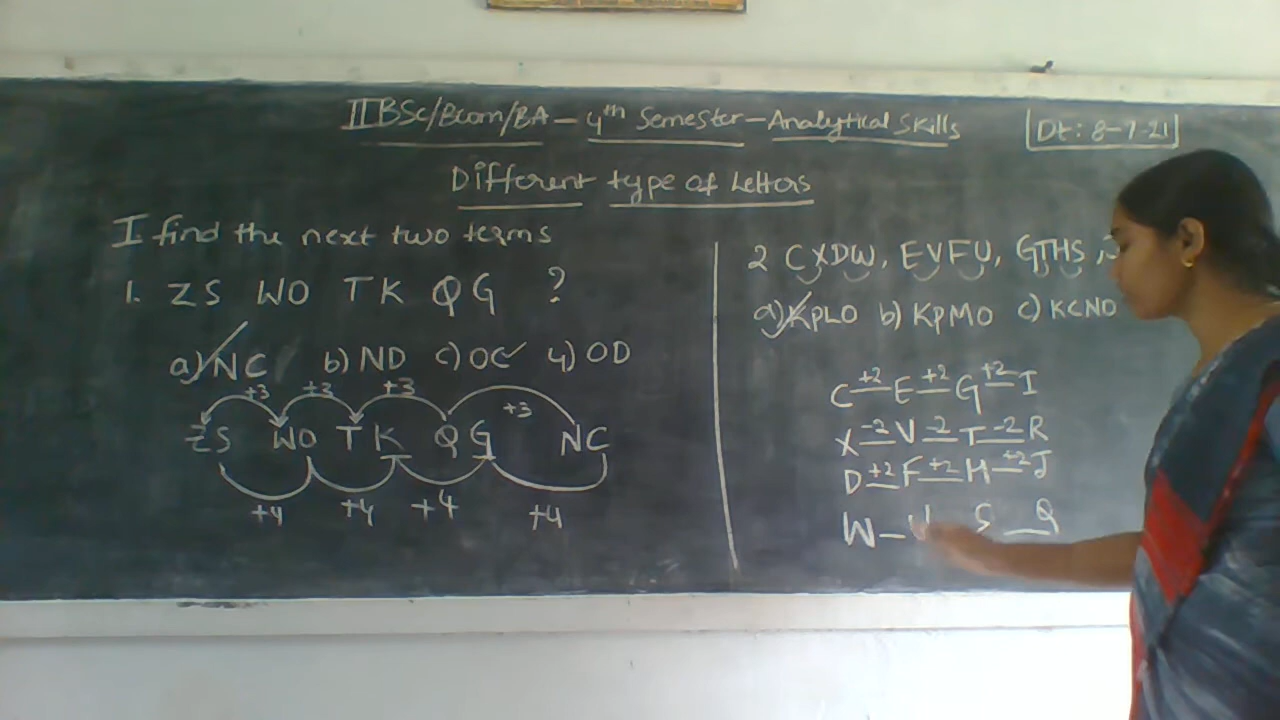 II BSc/Bcom/BA - 4th Semester - Analytical Skills
Dt: 8-7-21
Different type of Letters
I find the next two terms
1. ZS WO TK QG ?
a) NC b) ND c) OC 4) OD
+3 +3 +3 +3
ZS WO TK QG NC
+4 +4 +4 +4
2 CXDW, EVFU, GTHS,
a) KPLO b) KPMO c) KCNO
C +2 E +2 G +2 I
X -2 V -2 T -2 R
D +2 F +2 H +2 J
W - U S Q